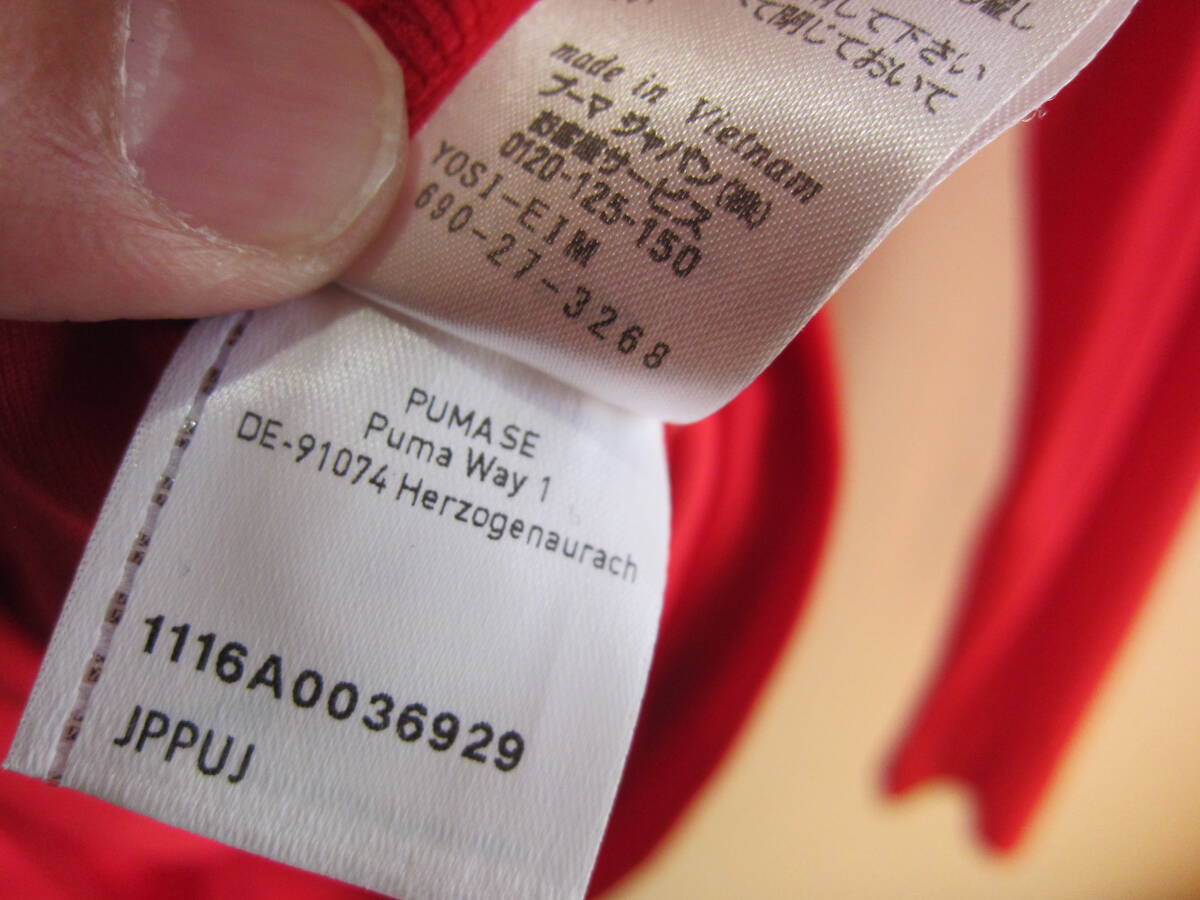 して下さい
て閉じておいて
made in Vietnam
プーマ ジャパン(株)
お客様サービス
0120-125-150
YOSI-EIM
690-27-3268
PUMA SE
Puma Way 1
DE-91074 Herzogenaurach
1116A0036929
JPPUJ